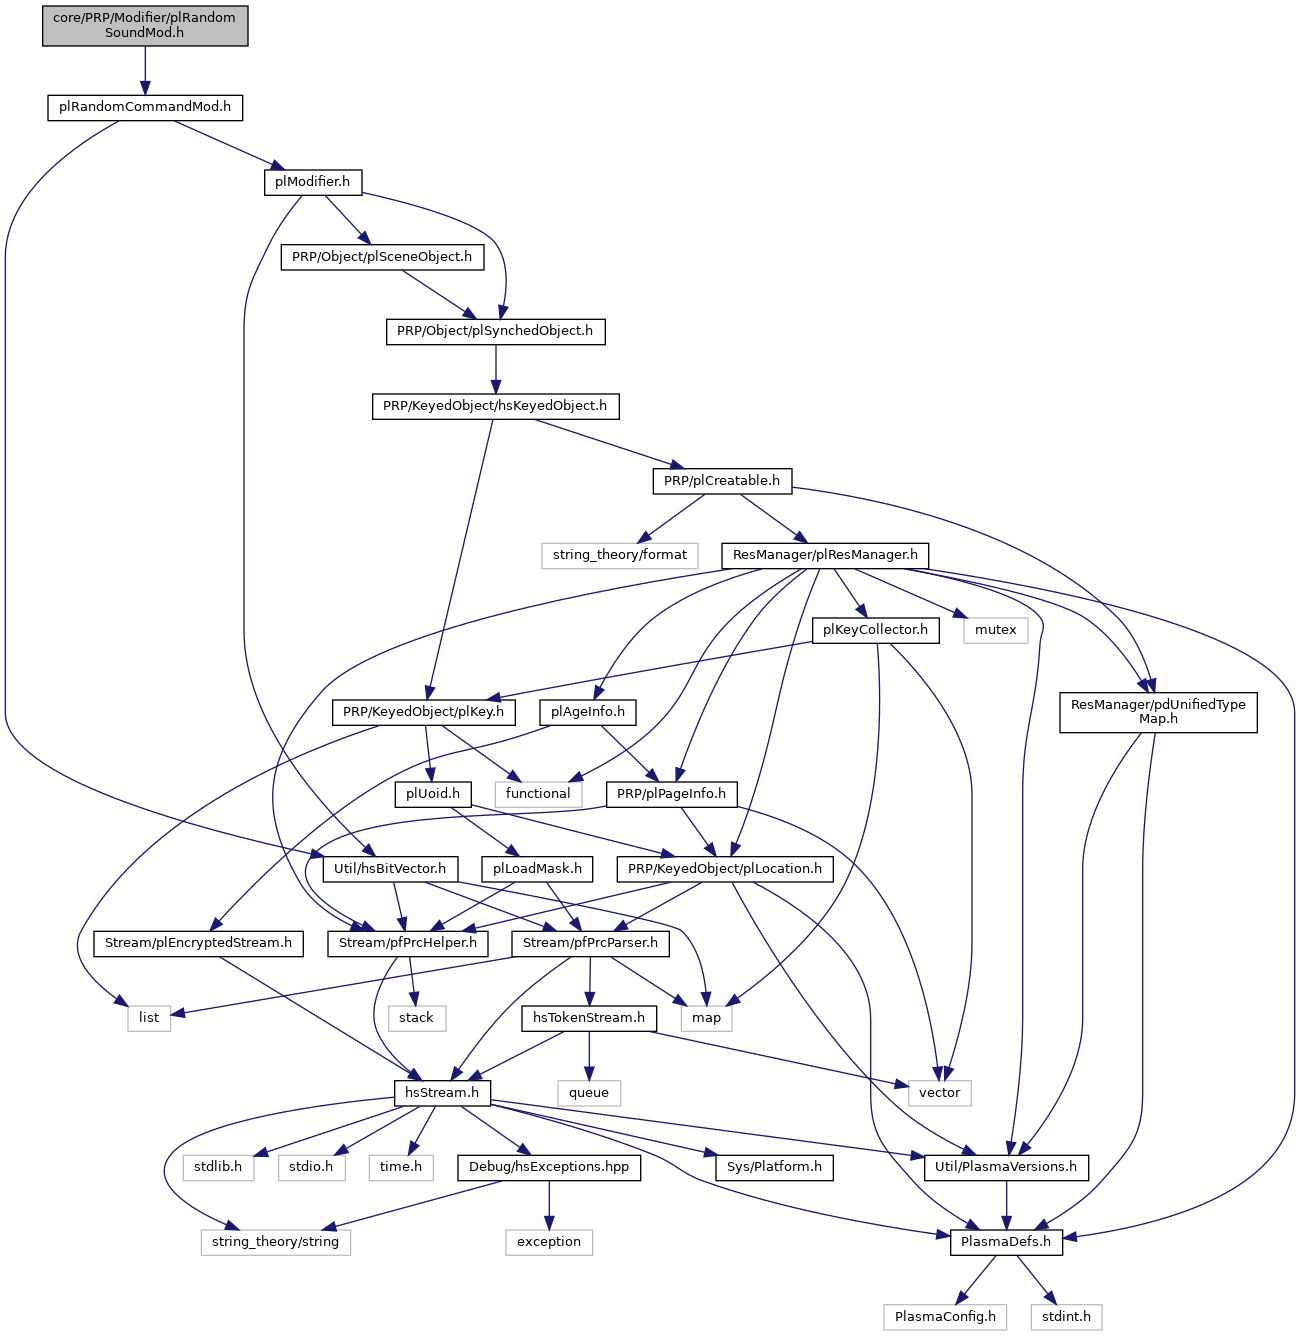 core/PRP/Modifier/plRandom
SoundMod.h
plRandomCommandMod.h
plModifier.h
PRP/Object/plSceneObject.h
PRP/Object/plSynchedObject.h
PRP/KeyedObject/hsKeyedObject.h
PRP/plCreatable.h
string_theory/format
ResManager/plResManager.h
plKeyCollector.h
mutex
PRP/KeyedObject/plKey.h
plAgeInfo.h
ResManager/pdUnifiedType
Map.h
plUoid.h
functional
PRP/plPageInfo.h
Util/hsBitVector.h
plLoadMask.h
PRP/KeyedObject/plLocation.h
Stream/plEncryptedStream.h
Stream/pfPrcHelper.h
Stream/pfPrcParser.h
list
stack
hsTokenStream.h
map
hsStream.h
queue
vector
stdlib.h
stdio.h
time.h
Debug/hsExceptions.hpp
Sys/Platform.h
Util/PlasmaVersions.h
string_theory/string
exception
PlasmaDefs.h
PlasmaConfig.h
stdint.h